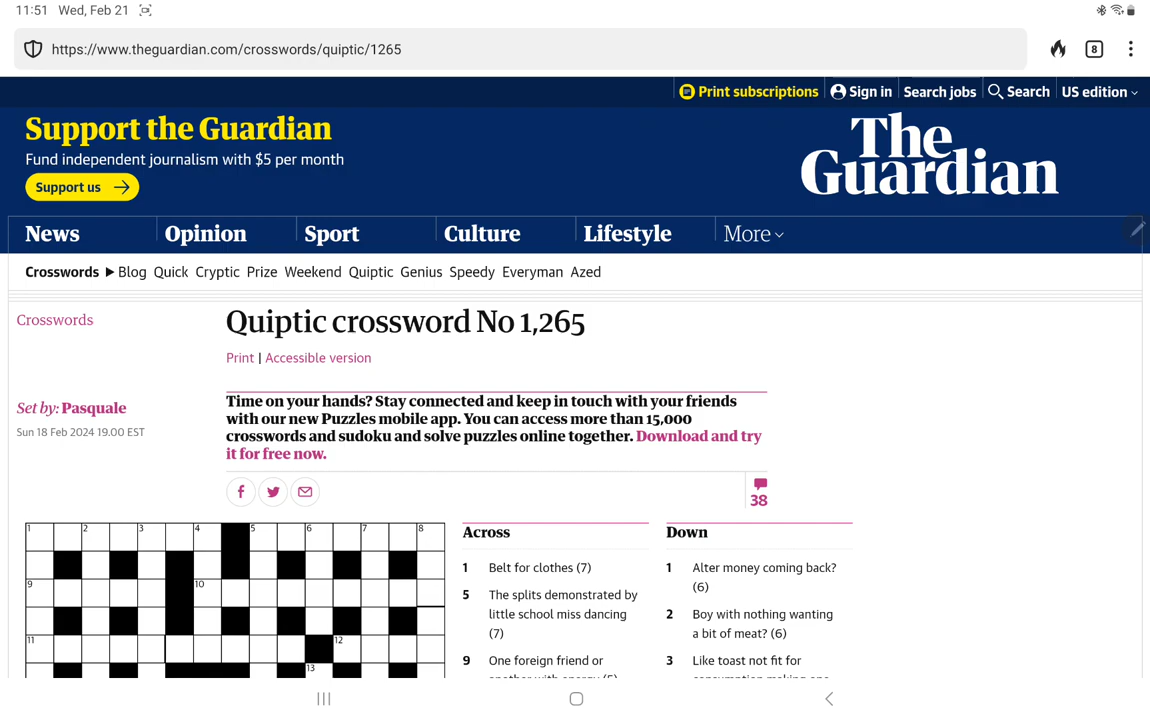 11:51 Wed, Feb 21
https://www.theguardian.com/crosswords/quiptic/1265
8
Print subscriptions Sign in Search jobs Search US edition
Support the Guardian
Fund independent journalism with $5 per month
Support us
The
Guardian
News Opinion Sport Culture Lifestyle More
Crosswords Blog Quick Cryptic Prize Weekend Quiptic Genius Speedy Everyman Azed
Crosswords
Quiptic crossword No 1,265
Print | Accessible version
Set by: Pasquale
Sun 18 Feb 2024 19.00 EST
Time on your hands? Stay connected and keep in touch with your friends
with our new Puzzles mobile app. You can access more than 15,000
crosswords and sudoku and solve puzzles online together. Download and try
it for free now.
38
1 2 3 4 5 6 7 8
9 10
11 12
13
Across
1 Belt for clothes (7)
5 The splits demonstrated by
little school miss dancing
(7)
9 One foreign friend or
another with energy (5)
Down
1 Alter money coming back?
(6)
2 Boy with nothing wanting
a bit of meat? (6)
3 Like toast not fit for
consumption making one